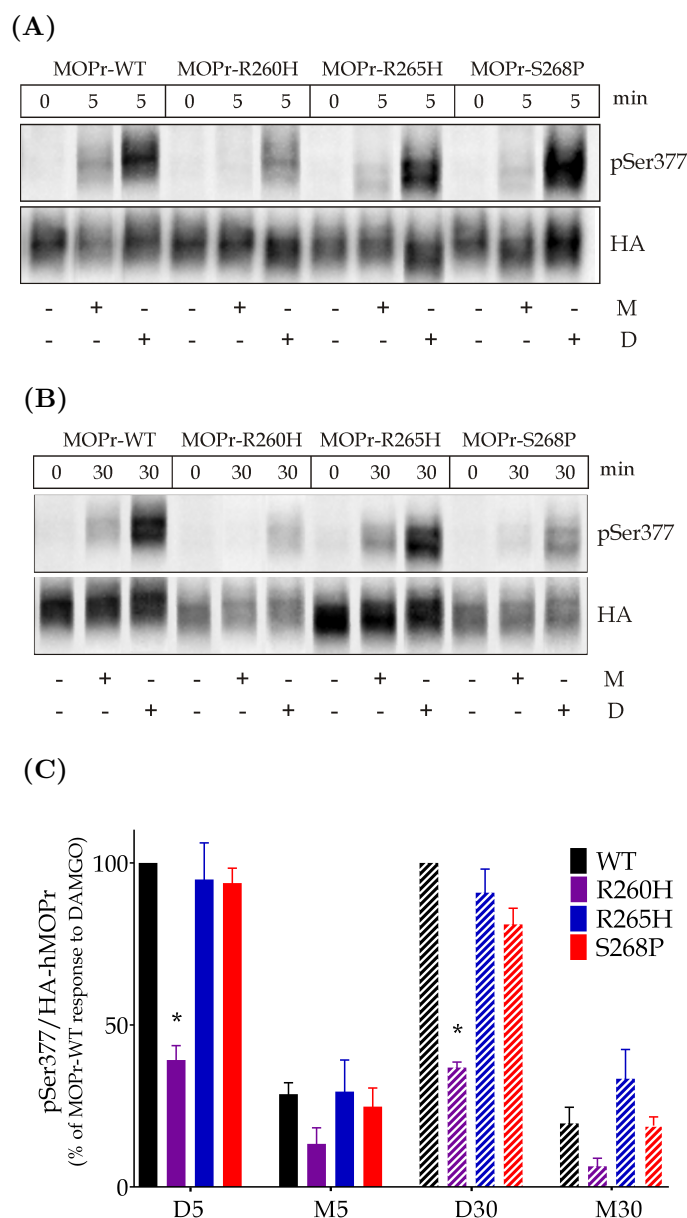 (A)
MOPr-WT MOPr-R260H MOPr-R265H MOPr-S268P
0 5 5 0 5 5 0 5 5 0 5 5 min
pSer377
HA
- + - - + - - + - - + - M
- - + - - + - - + - - + D
(B)
MOPr-WT MOPr-R260H MOPr-R265H MOPr-S268P
0 30 30 0 30 30 0 30 30 0 30 30 min
pSer377
HA
- + - - + - - + - - + - M
- - + - - + - - + - - + D
(C)
pSer377/HA-hMOPr
(% of MOPr-WT response to DAMGO)
100
50
0
* *
WT
R260H
R265H
S268P
D5 M5 D30 M30